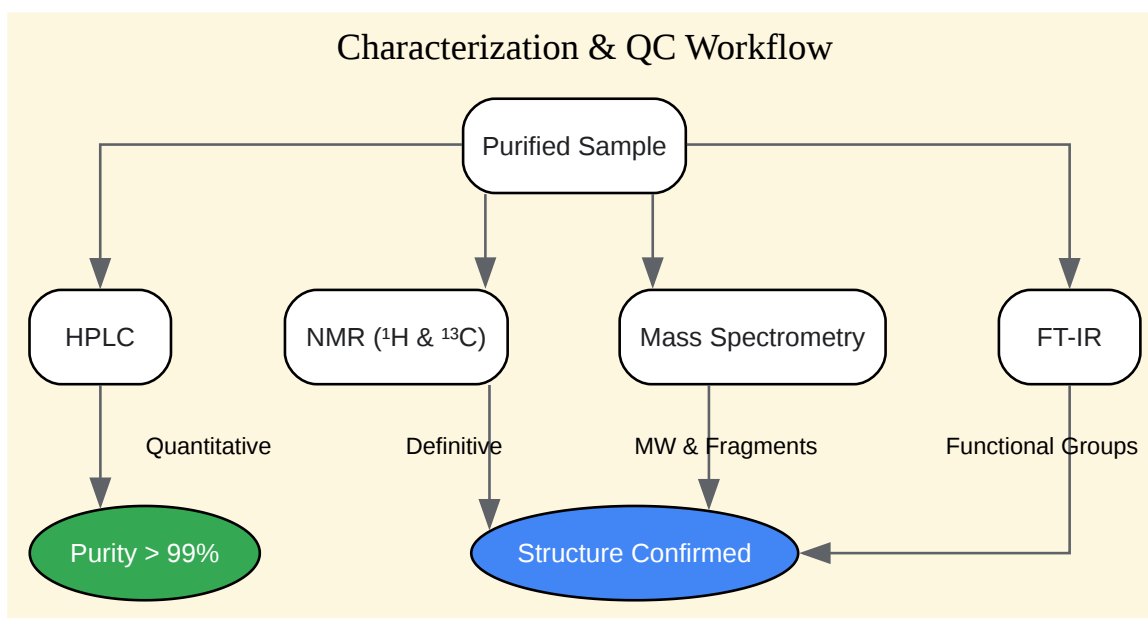 Characterization & QC Workflow
Purified Sample
HPLC
NMR (¹H & ¹³C)
Mass Spectrometry
FT-IR
Quantitative
Definitive
MW & Fragments
Functional Groups
Purity > 99%
Structure Confirmed